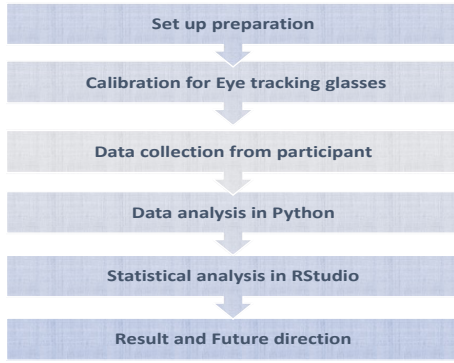 Set up preparation
Calibration for Eye tracking glasses
Data collection from participant
Data analysis in Python
Statistical analysis in RStudio
Result and Future direction